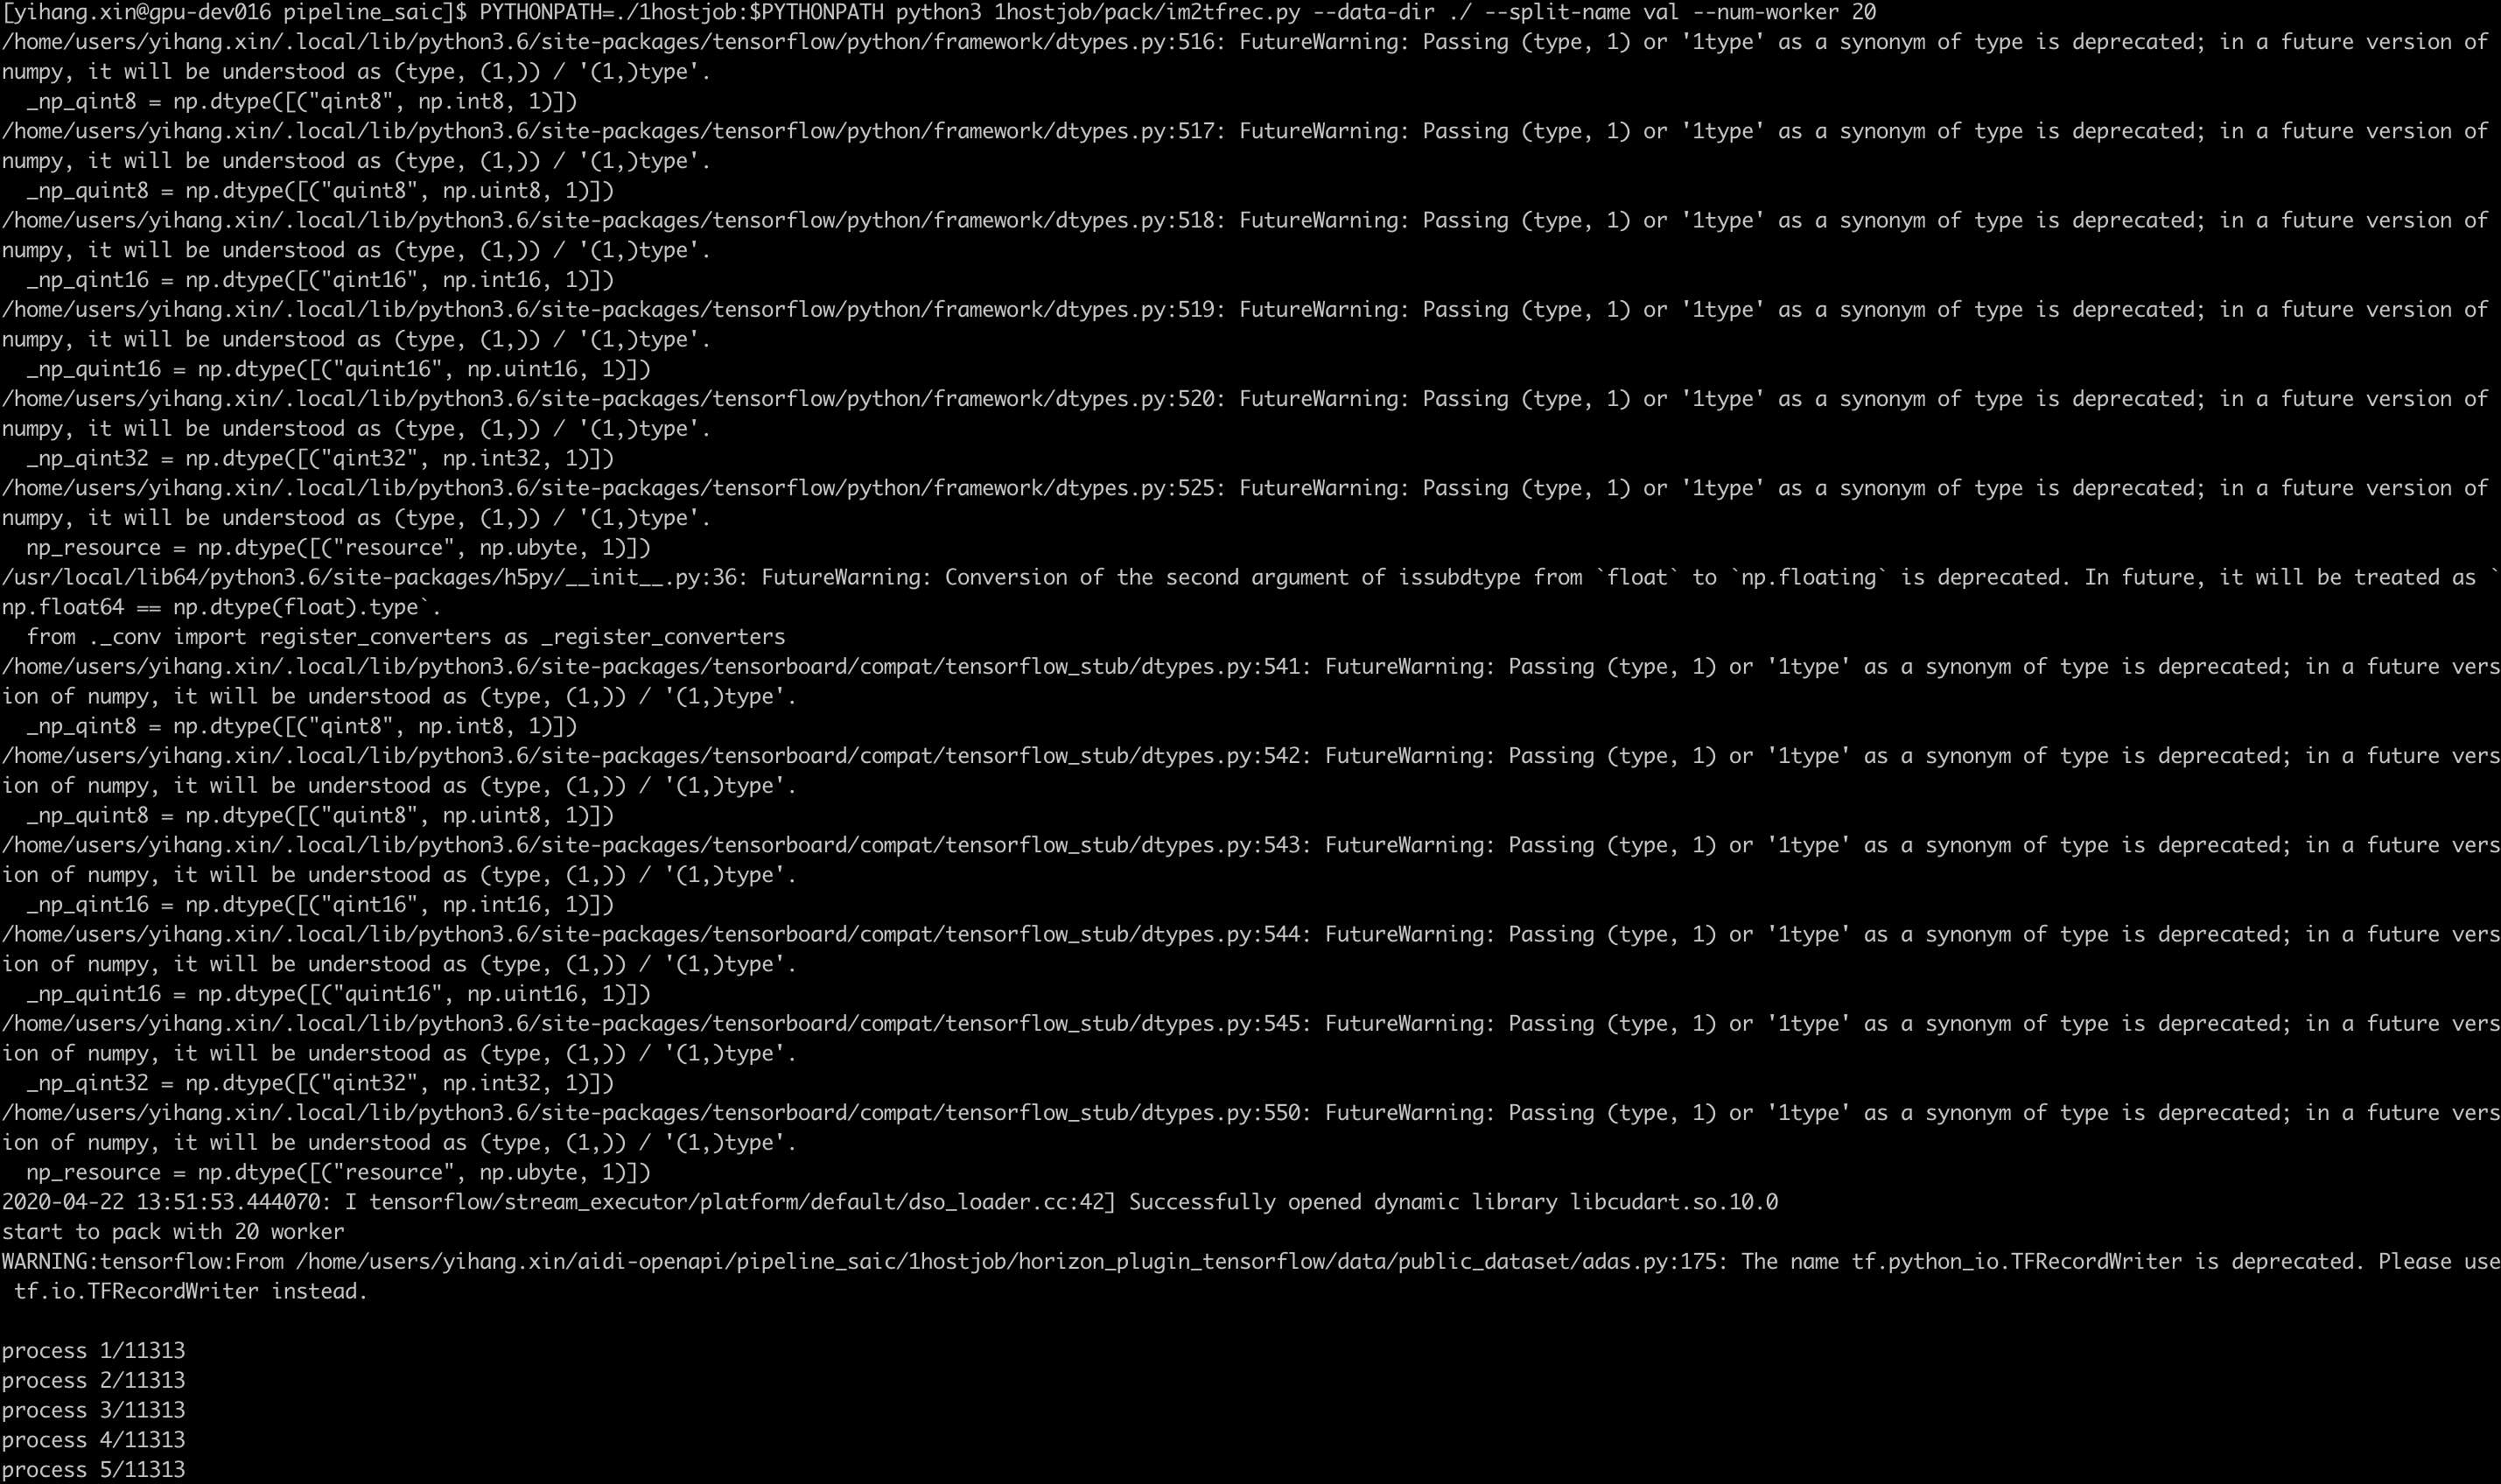 [yihang.xin@gpu-dev016 pipeline_saic]$ PYTHONPATH=./1hostjob:$PYTHONPATH python3 1hostjob/pack/im2tfrec.py --data-dir ./ --split-name val --num-worker 20
/home/users/yihang.xin/.local/lib/python3.6/site-packages/tensorflow/python/framework/dtypes.py:516: FutureWarning: Passing (type, 1) or '1type' as a synonym of type is deprecated; in a future version of
numpy, it will be understood as (type, (1,)) / '(1,)type'.
  _np_qint8 = np.dtype([("qint8", np.int8, 1)])
/home/users/yihang.xin/.local/lib/python3.6/site-packages/tensorflow/python/framework/dtypes.py:517: FutureWarning: Passing (type, 1) or '1type' as a synonym of type is deprecated; in a future version of
numpy, it will be understood as (type, (1,)) / '(1,)type'.
  _np_quint8 = np.dtype([("quint8", np.uint8, 1)])
/home/users/yihang.xin/.local/lib/python3.6/site-packages/tensorflow/python/framework/dtypes.py:518: FutureWarning: Passing (type, 1) or '1type' as a synonym of type is deprecated; in a future version of
numpy, it will be understood as (type, (1,)) / '(1,)type'.
  _np_qint16 = np.dtype([("qint16", np.int16, 1)])
/home/users/yihang.xin/.local/lib/python3.6/site-packages/tensorflow/python/framework/dtypes.py:519: FutureWarning: Passing (type, 1) or '1type' as a synonym of type is deprecated; in a future version of
numpy, it will be understood as (type, (1,)) / '(1,)type'.
  _np_quint16 = np.dtype([("quint16", np.uint16, 1)])
/home/users/yihang.xin/.local/lib/python3.6/site-packages/tensorflow/python/framework/dtypes.py:520: FutureWarning: Passing (type, 1) or '1type' as a synonym of type is deprecated; in a future version of
numpy, it will be understood as (type, (1,)) / '(1,)type'.
  _np_qint32 = np.dtype([("qint32", np.int32, 1)])
/home/users/yihang.xin/.local/lib/python3.6/site-packages/tensorflow/python/framework/dtypes.py:525: FutureWarning: Passing (type, 1) or '1type' as a synonym of type is deprecated; in a future version of
numpy, it will be understood as (type, (1,)) / '(1,)type'.
  np_resource = np.dtype([("resource", np.ubyte, 1)])
/usr/local/lib64/python3.6/site-packages/h5py/__init__.py:36: FutureWarning: Conversion of the second argument of issubdtype from `float` to `np.floating` is deprecated. In future, it will be treated as `
np.float64 == np.dtype(float).type`.
  from ._conv import register_converters as _register_converters
/home/users/yihang.xin/.local/lib/python3.6/site-packages/tensorboard/compat/tensorflow_stub/dtypes.py:541: FutureWarning: Passing (type, 1) or '1type' as a synonym of type is deprecated; in a future vers
ion of numpy, it will be understood as (type, (1,)) / '(1,)type'.
  _np_qint8 = np.dtype([("qint8", np.int8, 1)])
/home/users/yihang.xin/.local/lib/python3.6/site-packages/tensorboard/compat/tensorflow_stub/dtypes.py:542: FutureWarning: Passing (type, 1) or '1type' as a synonym of type is deprecated; in a future vers
ion of numpy, it will be understood as (type, (1,)) / '(1,)type'.
  _np_quint8 = np.dtype([("quint8", np.uint8, 1)])
/home/users/yihang.xin/.local/lib/python3.6/site-packages/tensorboard/compat/tensorflow_stub/dtypes.py:543: FutureWarning: Passing (type, 1) or '1type' as a synonym of type is deprecated; in a future vers
ion of numpy, it will be understood as (type, (1,)) / '(1,)type'.
  _np_qint16 = np.dtype([("qint16", np.int16, 1)])
/home/users/yihang.xin/.local/lib/python3.6/site-packages/tensorboard/compat/tensorflow_stub/dtypes.py:544: FutureWarning: Passing (type, 1) or '1type' as a synonym of type is deprecated; in a future vers
ion of numpy, it will be understood as (type, (1,)) / '(1,)type'.
  _np_quint16 = np.dtype([("quint16", np.uint16, 1)])
/home/users/yihang.xin/.local/lib/python3.6/site-packages/tensorboard/compat/tensorflow_stub/dtypes.py:545: FutureWarning: Passing (type, 1) or '1type' as a synonym of type is deprecated; in a future vers
ion of numpy, it will be understood as (type, (1,)) / '(1,)type'.
  _np_qint32 = np.dtype([("qint32", np.int32, 1)])
/home/users/yihang.xin/.local/lib/python3.6/site-packages/tensorboard/compat/tensorflow_stub/dtypes.py:550: FutureWarning: Passing (type, 1) or '1type' as a synonym of type is deprecated; in a future vers
ion of numpy, it will be understood as (type, (1,)) / '(1,)type'.
  np_resource = np.dtype([("resource", np.ubyte, 1)])
2020-04-22 13:51:53.444070: I tensorflow/stream_executor/platform/default/dso_loader.cc:42] Successfully opened dynamic library libcudart.so.10.0
start to pack with 20 worker
WARNING:tensorflow:From /home/users/yihang.xin/aidi-openapi/pipeline_saic/1hostjob/horizon_plugin_tensorflow/data/public_dataset/adas.py:175: The name tf.python_io.TFRecordWriter is deprecated. Please use
 tf.io.TFRecordWriter instead.

process 1/11313
process 2/11313
process 3/11313
process 4/11313
process 5/11313